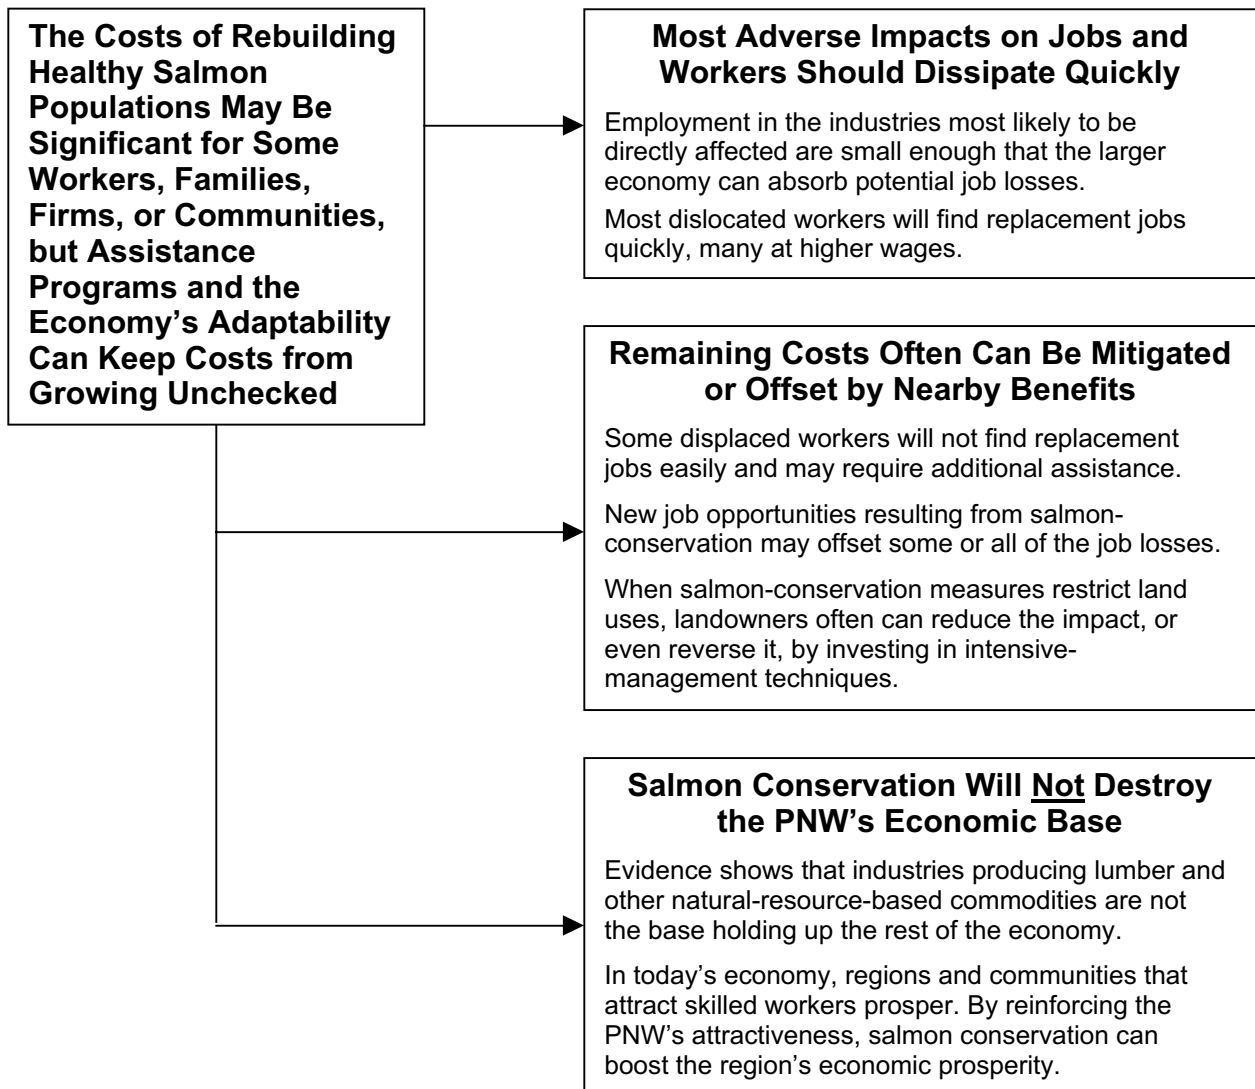 The Costs of Rebuilding
Healthy Salmon
Populations May Be
Significant for Some
Workers, Families,
Firms, or Communities,
but Assistance
Programs and the
Economy’s Adaptability
Can Keep Costs from
Growing Unchecked
Most Adverse Impacts on Jobs and
Workers Should Dissipate Quickly
Employment in the industries most likely to be
directly affected are small enough that the larger
economy can absorb potential job losses.
Most dislocated workers will find replacement jobs
quickly, many at higher wages.
Remaining Costs Often Can Be Mitigated
or Offset by Nearby Benefits
Some displaced workers will not find replacement
jobs easily and may require additional assistance.
New job opportunities resulting from salmon-
conservation may offset some or all of the job losses.
When salmon-conservation measures restrict land
uses, landowners often can reduce the impact, or
even reverse it, by investing in intensive-
management techniques.
Salmon Conservation Will Not Destroy
the PNW’s Economic Base
Evidence shows that industries producing lumber and
other natural-resource-based commodities are not
the base holding up the rest of the economy.
In today’s economy, regions and communities that
attract skilled workers prosper. By reinforcing the
PNW’s attractiveness, salmon conservation can
boost the region’s economic prosperity.